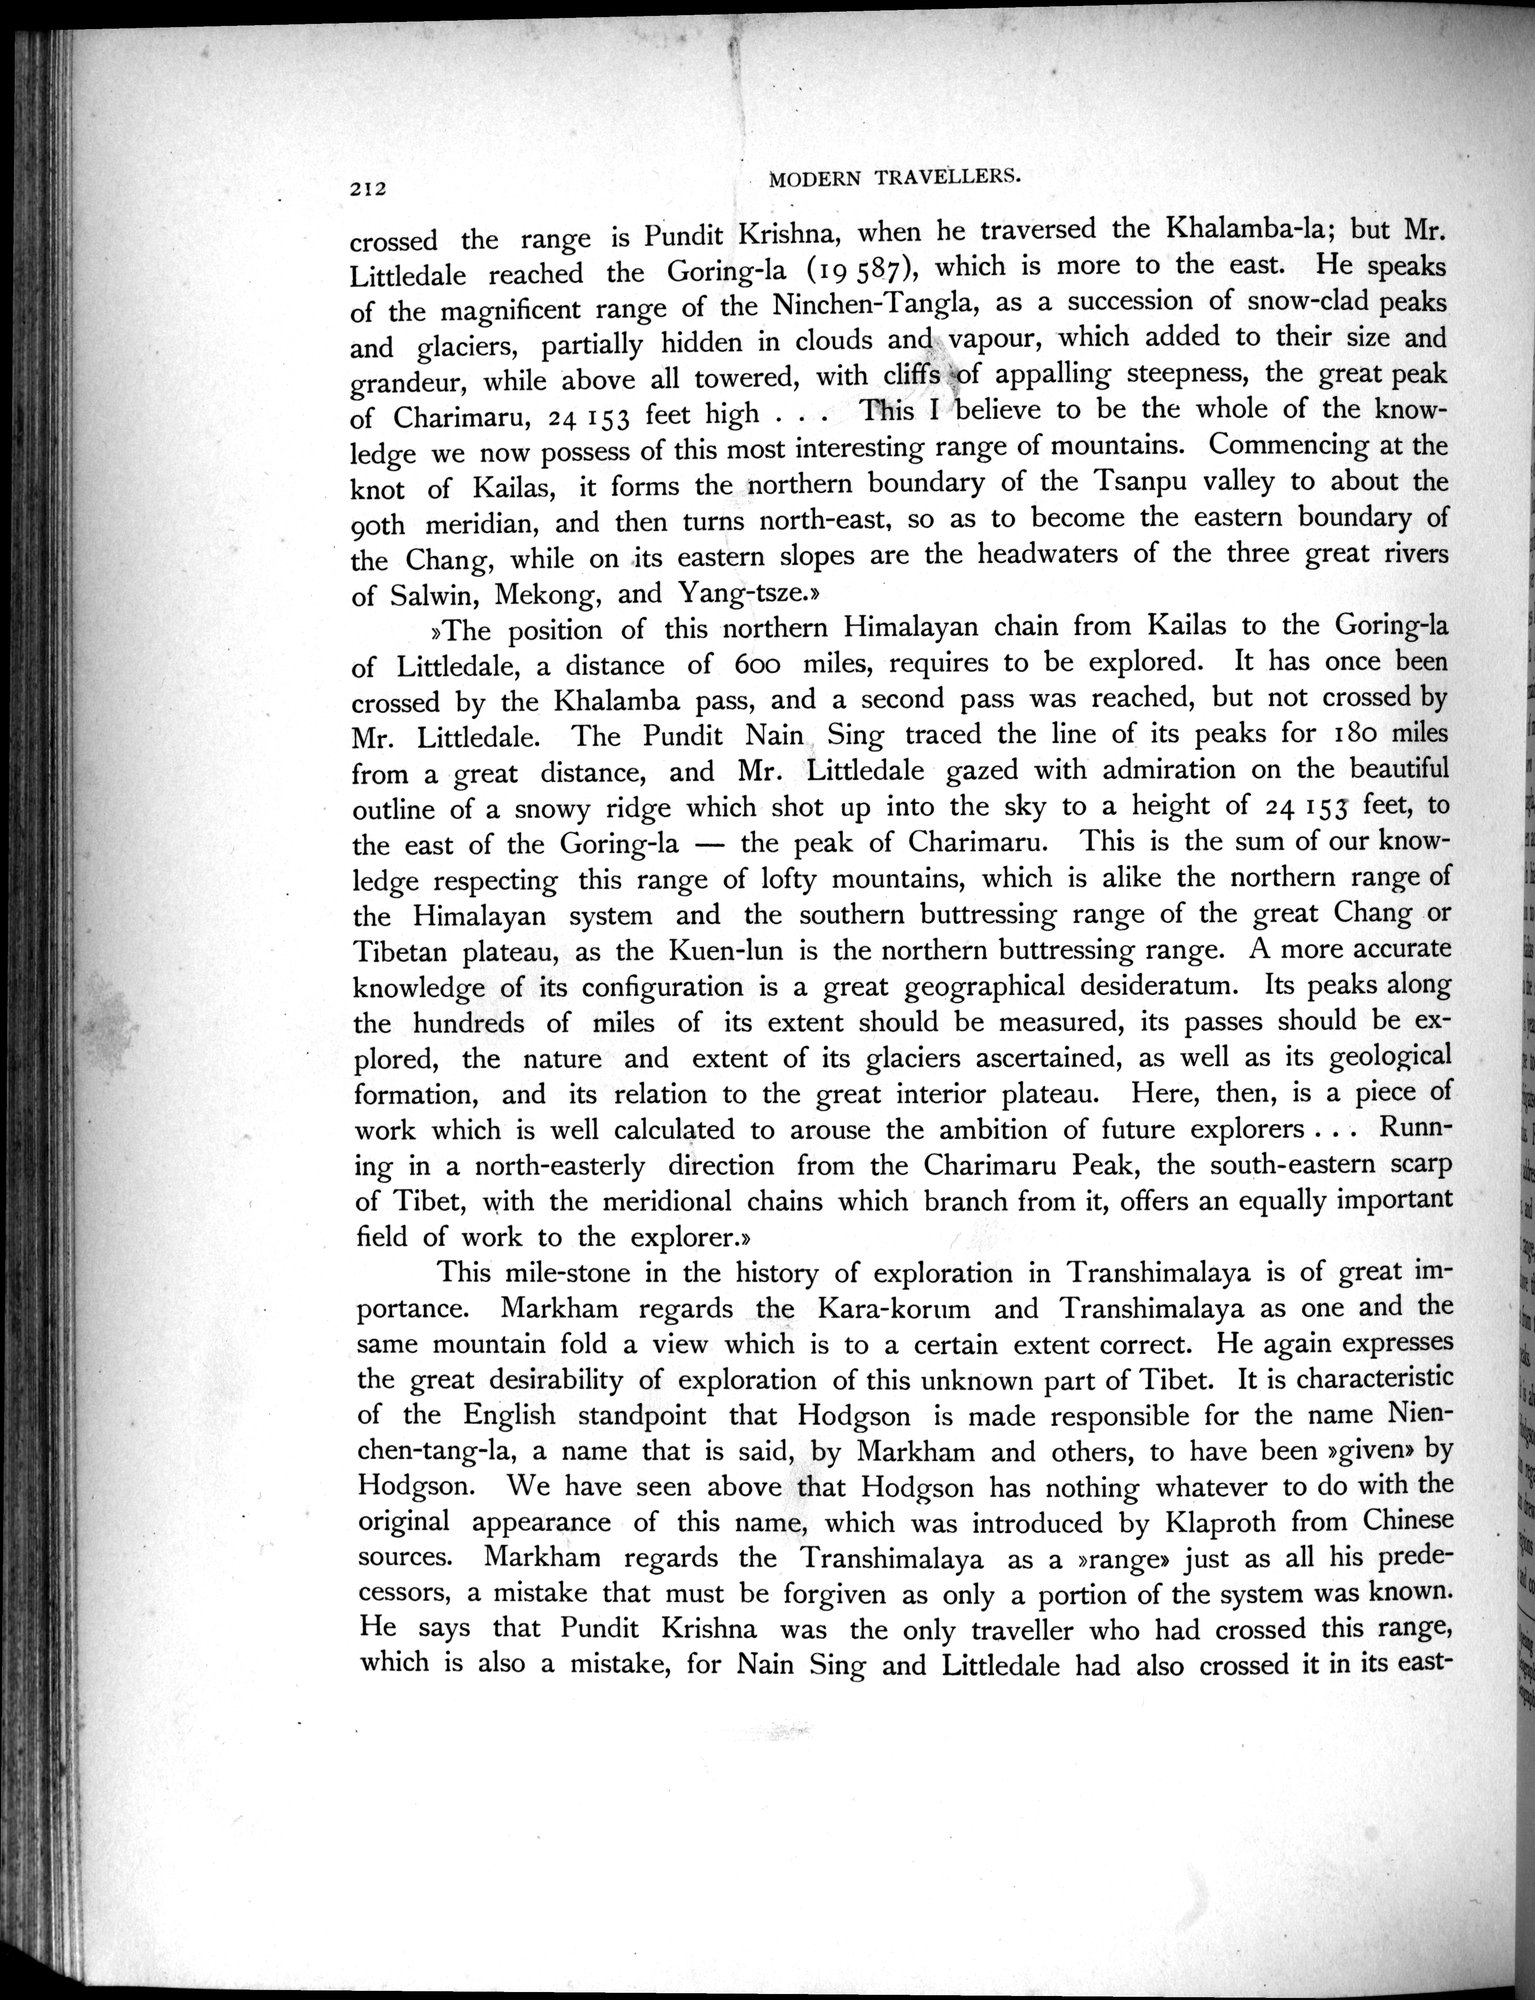 212
MODERN TRAVELLERS.
crossed the range is Pundit Krishna, when he traversed the Khalamba-la; but Mr.
Littledale reached the Goring-la (19 587), which is more to the east. He speaks
of the magnificent range of the Ninchen-Tangla, as a succession of snow-clad peaks
and glaciers, partially hidden in clouds and vapour, which added to their size and
grandeur, while above all towered, with cliffs of appalling steepness, the great peak
of Charimaru, 24 153 feet high . . . This I believe to be the whole of the know-
ledge we now possess of this most interesting range of mountains. Commencing at the
knot of Kailas, it forms the northern boundary of the Tsanpu valley to about the
90th meridian, and then turns north-east, so as to become the eastern boundary of
the Chang, while on its eastern slopes are the headwaters of the three great rivers
of Salwin, Mekong, and Yang-tsze.»
»The position of this northern Himalayan chain from Kailas to the Goring-la
of Littledale, a distance of 600 miles, requires to be explored. It has once been
crossed by the Khalamba pass, and a second pass was reached, but not crossed by
Mr. Littledale. The Pundit Nain Sing traced the line of its peaks for 180 miles
from a great distance, and Mr. Littledale gazed with admiration on the beautiful
outline of a snowy ridge which shot up into the sky to a height of 24 153 feet, to
the east of the Goring-la — the peak of Charimaru. This is the sum of our know-
ledge respecting this range of lofty mountains, which is alike the northern range of
the Himalayan system and the southern buttressing range of the great Chang or
Tibetan plateau, as the Kuen-lun is the northern buttressing range. A more accurate
knowledge of its configuration is a great geographical desideratum. Its peaks along
the hundreds of miles of its extent should be measured, its passes should be ex-
plored, the nature and extent of its glaciers ascertained, as well as its geological
formation, and its relation to the great interior plateau. Here, then, is a piece of
work which is well calculated to arouse the ambition of future explorers . . . Runn-
ing in a north-easterly direction from the Charimaru Peak, the south-eastern scarp
of Tibet, with the meridional chains which branch from it, offers an equally important
field of work to the explorer.»
This mile-stone in the history of exploration in Transhimalaya is of great im-
portance. Markham regards the Kara-korum and Transhimalaya as one and the
same mountain fold a view which is to a certain extent correct. He again expresses
the great desirability of exploration of this unknown part of Tibet. It is characteristic
of the English standpoint that Hodgson is made responsible for the name Nien-
chen-tang-la, a name that is said, by Markham and others, to have been »given» by
Hodgson. We have seen above that Hodgson has nothing whatever to do with the
original appearance of this name, which was introduced by Klaproth from Chinese
sources. Markham regards the Transhimalaya as a »range» just as all his prede-
cessors, a mistake that must be forgiven as only a portion of the system was known.
He says that Pundit Krishna was the only traveller who had crossed this range,
which is also a mistake, for Nain Sing and Littledale had also crossed it in its east-